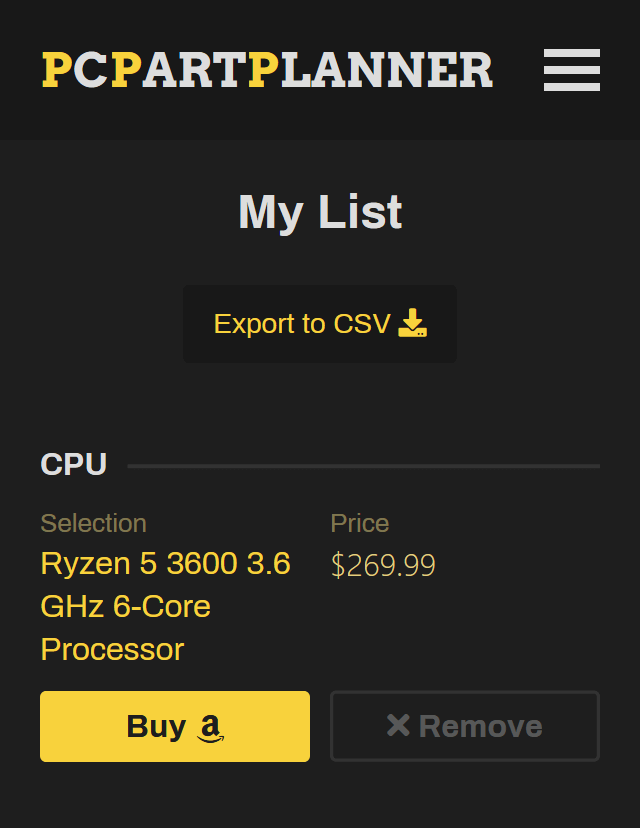 PCPARTPLANNER
My List
Export to CSV
CPU
Selection
Ryzen 5 3600 3.6
GHz 6-Core
Processor
Price
$269.99
Buy
Remove